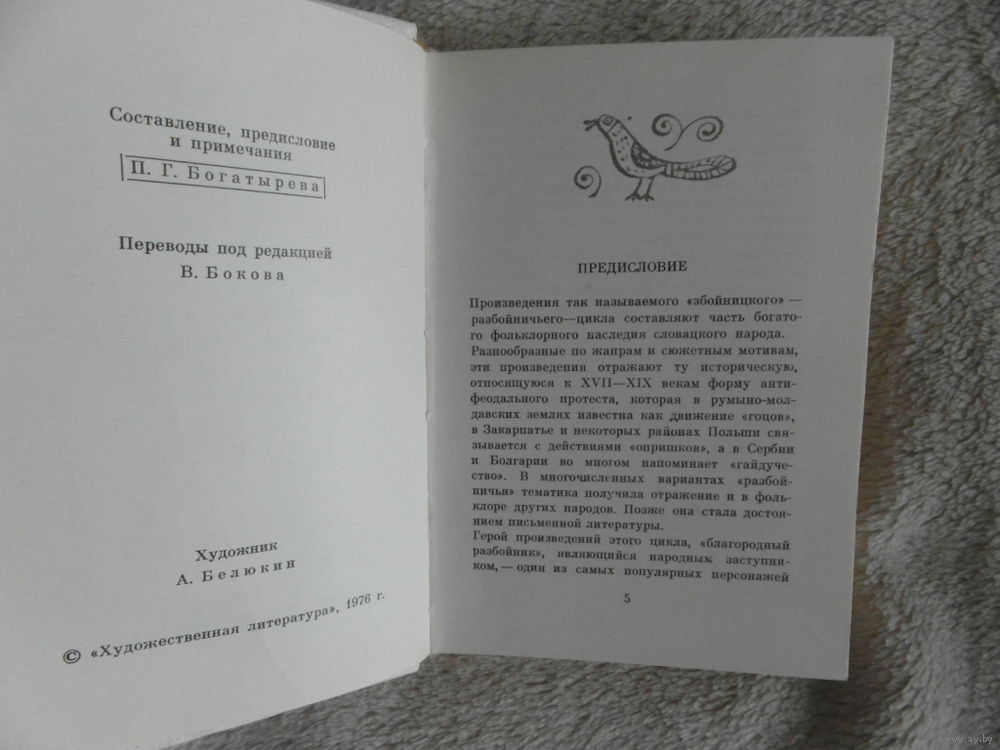 Составление, предисловие
и примечания
П. Г. Богатырева
Переводы под редакцией
В. Бокова
Художник
А. Белюкин
© «Художественная литература», 1976 г.
ПРЕДИСЛОВИЕ
Произведения так называемого «збойницкого» —
разбойничьего—цикла составляют часть богато-
го фольклорного наследия словацкого народа.
Разнообразные по жанрам и сюжетным мотивам,
эти произведения отражают ту историческую,
относящуюся к XVII—XIX векам форму анти-
феодального протеста, которая в румыно-мол-
давских землях известна как движение «гоцов»,
в Закарпатье и некоторых районах Польши свя-
зывается с действиями «опришков», а в Сербии
и Болгарии во многом напоминает «гайдуче-
ство». В многочисленных вариантах «разбой-
ничья» тематика получила отражение и в фоль-
клоре других народов. Позже она стала достоя-
нием письменной литературы.
Герой произведений этого цикла, «благородный
разбойник», являющийся народным заступни-
ком, — один из самых популярных персонажей
5
www.ay.by